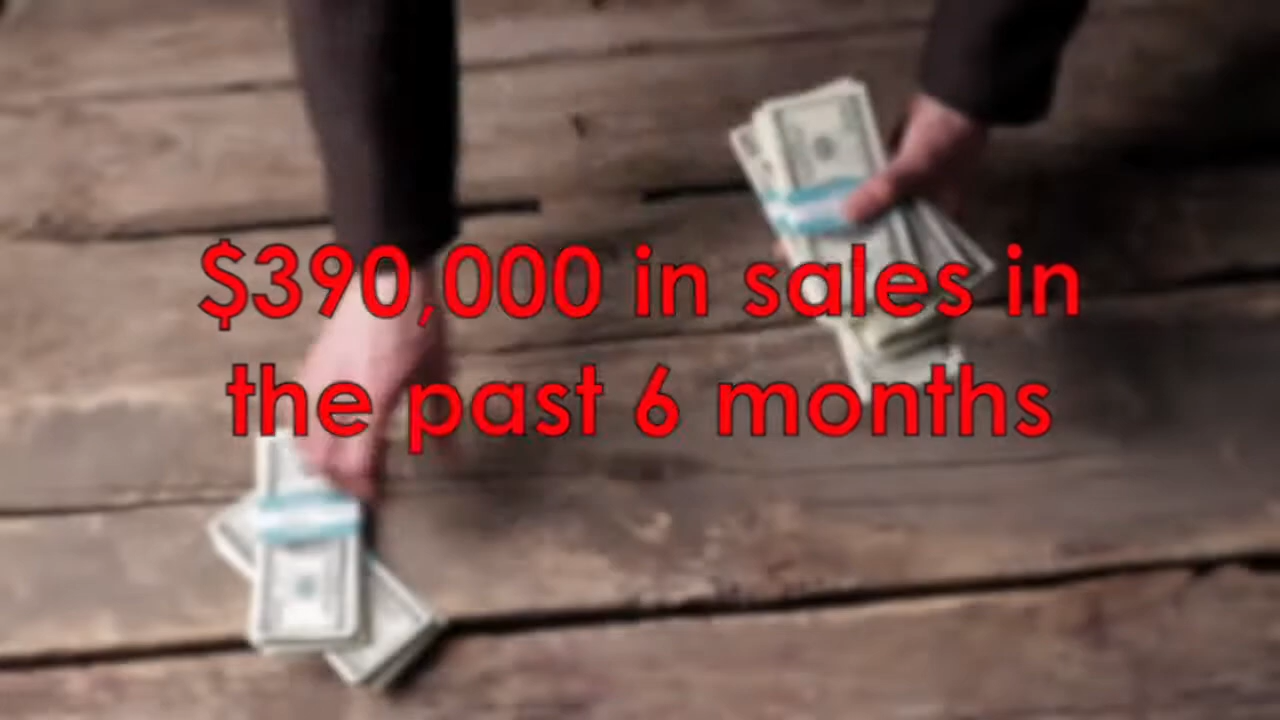 $390,000 in sales in
the past 6 months